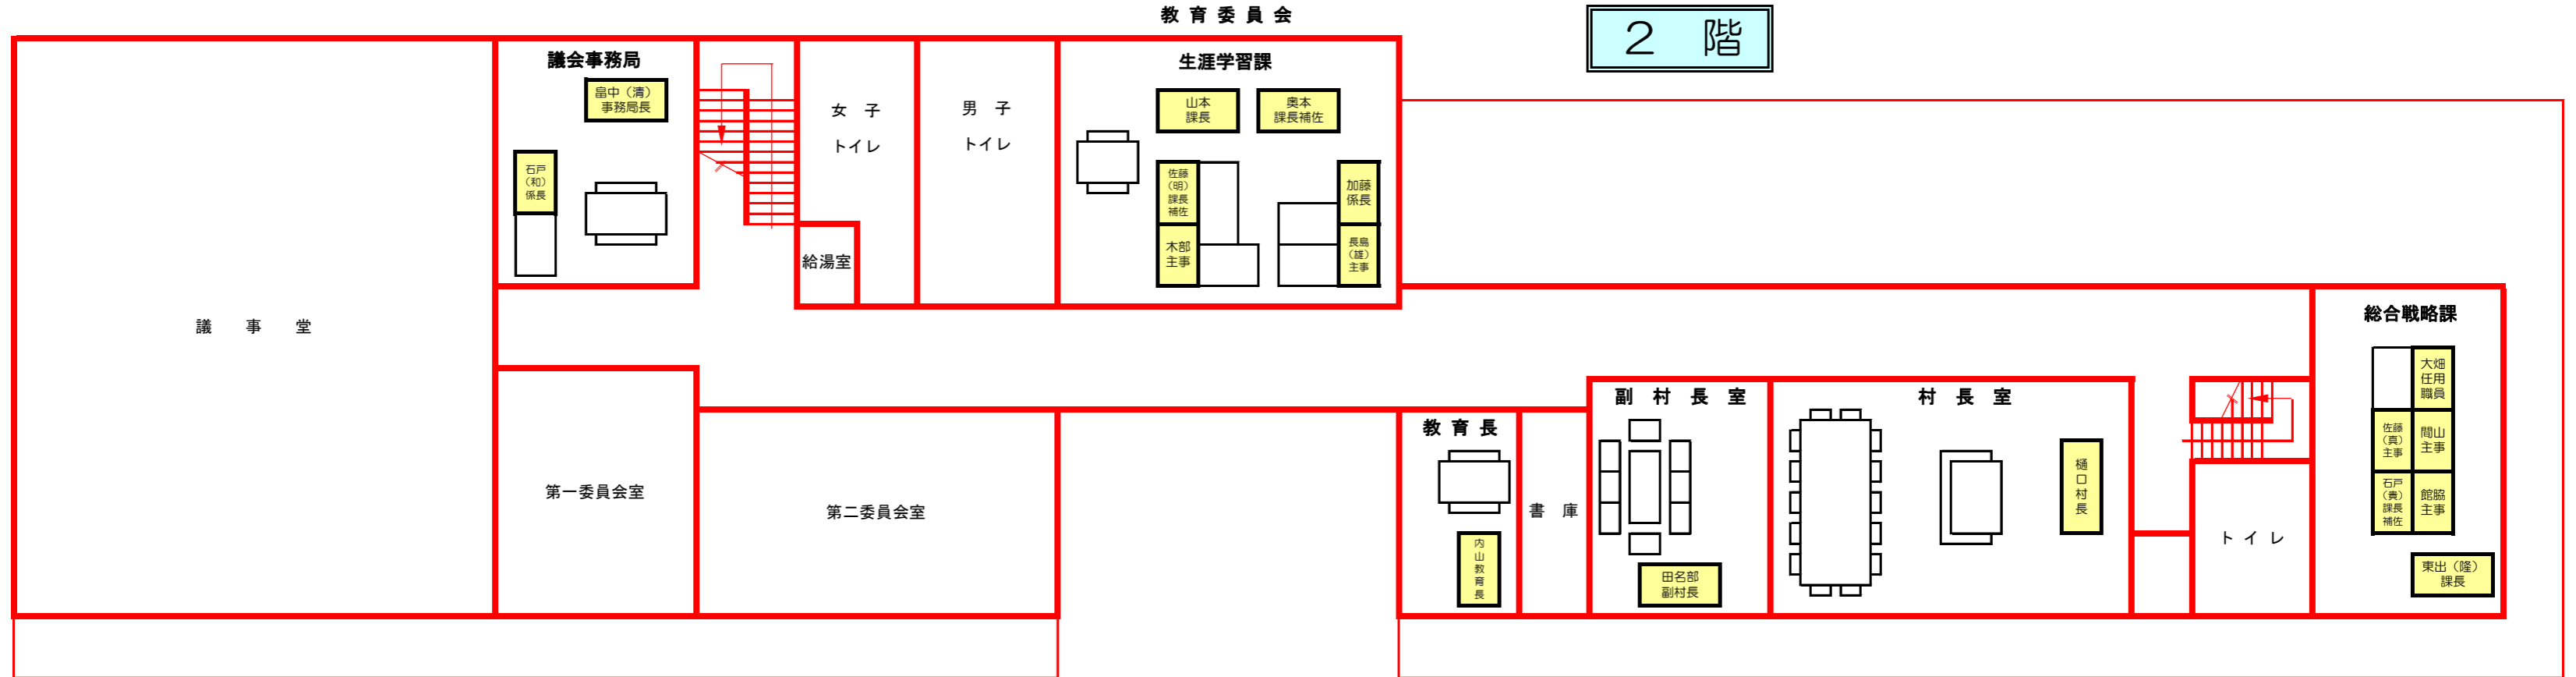 教育委員会
２　階
議会事務局
畠中（清）
事務局長
石戸
（和）
係長
女　子
トイレ
男　子
トイレ
給湯室
生涯学習課
山本
課長
奥本
課長補佐
佐藤
（明）
課長
補佐
木部
主事
加藤
係長
長島
（雄）
主事
議　事　堂
第一委員会室
第二委員会室
教育長
内
山
教
育
長
書　庫
副　村　長　室
田名部
副村長
村　長　室
樋
口
村
長
トイレ
総合戦略課
大畑
任用
職員
佐藤
（真）
主事
間山
主事
石戸
（貴）
課長
補佐
館脇
主事
東出（隆）
課長